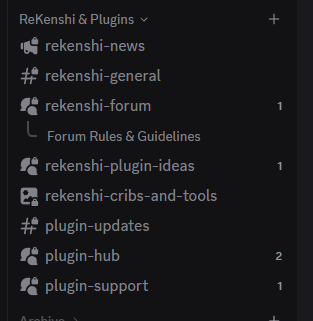 ReKenshi & Plugins
rekenshi-news
rekenshi-general
rekenshi-forum 1
Forum Rules & Guidelines
rekenshi-plugin-ideas 1
rekenshi-cribs-and-tools
plugin-updates
plugin-hub 2
plugin-support 1
Archive